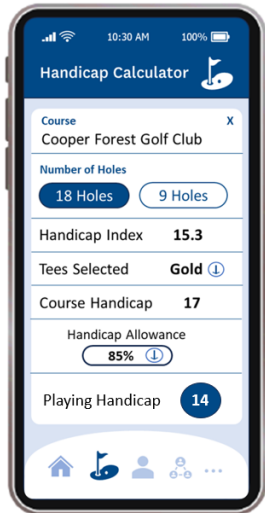 10:30 AM 100%
Handicap Calculator
Course X
Cooper Forest Golf Club
Number of Holes
18 Holes 9 Holes
Handicap Index 15.3
Tees Selected Gold
Course Handicap 17
Handicap Allowance
85%
Playing Handicap 14